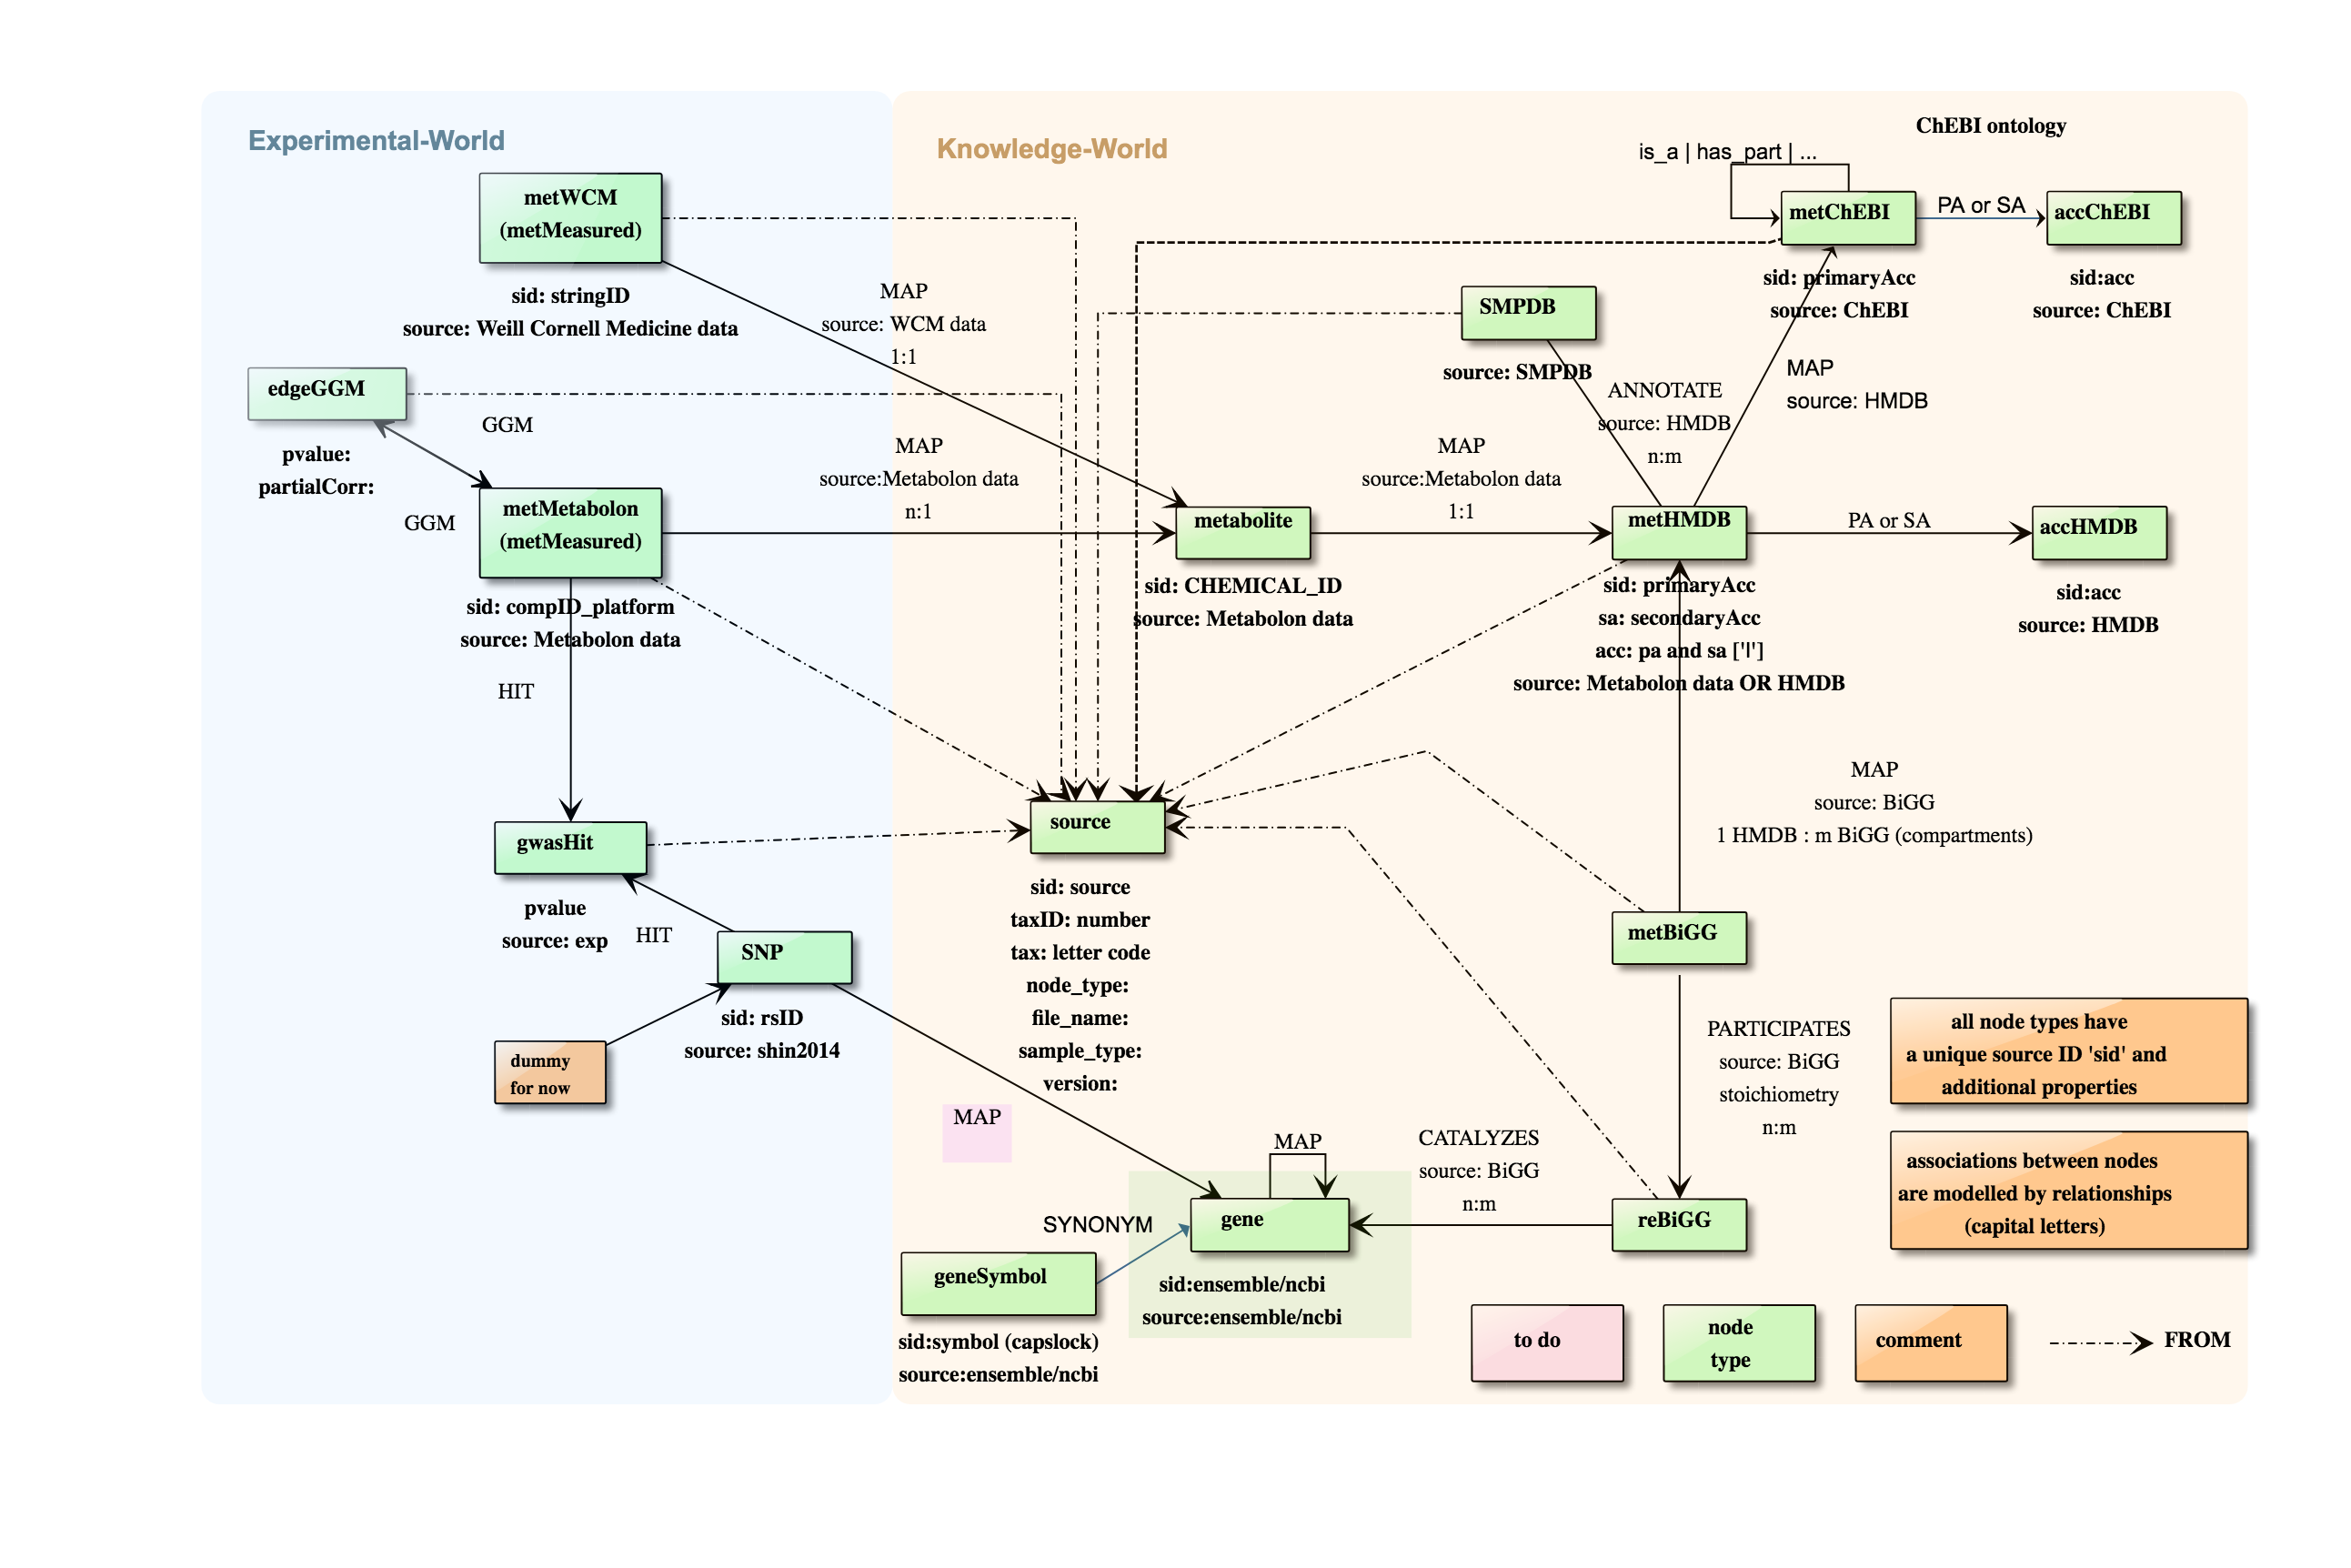 Experimental-World
Knowledge-World
ChEBI ontology
is_a | has_part | ...
metWCM
(metMeasured)
sid: stringID
source: Weill Cornell Medicine data
MAP
source: WCM data
1:1
metChEBI
PA or SA
accChEBI
sid: primaryAcc
source: ChEBI
sid:acc
source: ChEBI
SMPDB
source: SMPDB
ANNOTATE
source: HMDB
n:m
MAP
source: HMDB
edgeGGM
pvalue:
partialCorr:
GGM
GGM
metMetabolon
(metMeasured)
sid: compID_platform
source: Metabolon data
MAP
source:Metabolon data
n:1
metabolite
sid: CHEMICAL_ID
source: Metabolon data
MAP
source:Metabolon data
1:1
metHMDB
sid: primaryAcc
sa: secondaryAcc
acc: pa and sa ['|']
source: Metabolon data OR HMDB
PA or SA
accHMDB
sid:acc
source: HMDB
HIT
gwasHit
pvalue
source: exp
HIT
SNP
sid: rsID
source: shin2014
dummy
for now
source
sid: source
taxID: number
tax: letter code
node_type:
file_name:
sample_type:
version:
MAP
source: BiGG
1 HMDB : m BiGG (compartments)
metBiGG
PARTICIPATES
source: BiGG
stoichiometry
n:m
all node types have
a unique source ID 'sid' and
additional properties
associations between nodes
are modelled by relationships
(capital letters)
MAP
MAP
gene
sid:ensemble/ncbi
source:ensemble/ncbi
CATALYZES
source: BiGG
n:m
reBiGG
SYNONYM
geneSymbol
sid:symbol (capslock)
source:ensemble/ncbi
to do
node
type
comment
FROM